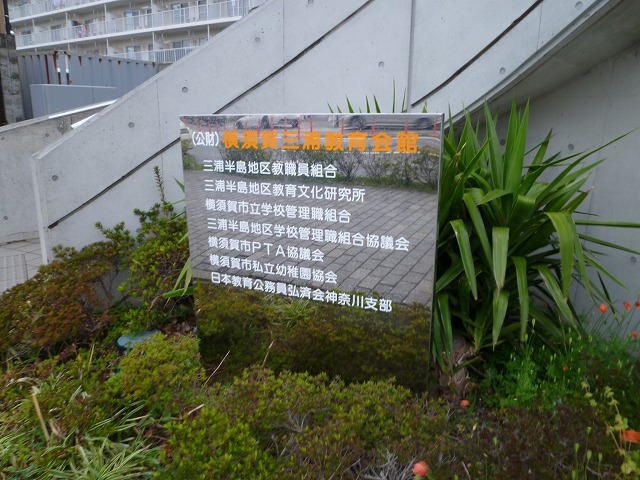 (公財)横須賀三浦教育会館
三浦半島地区教職員組合
三浦半島地区教育文化研究所
横須賀市立学校管理職組合
三浦半島地区学校管理職組合協議会
横須賀市PTA協議会
横須賀市私立幼稚園協会
日本教育公務員弘済会神奈川支部